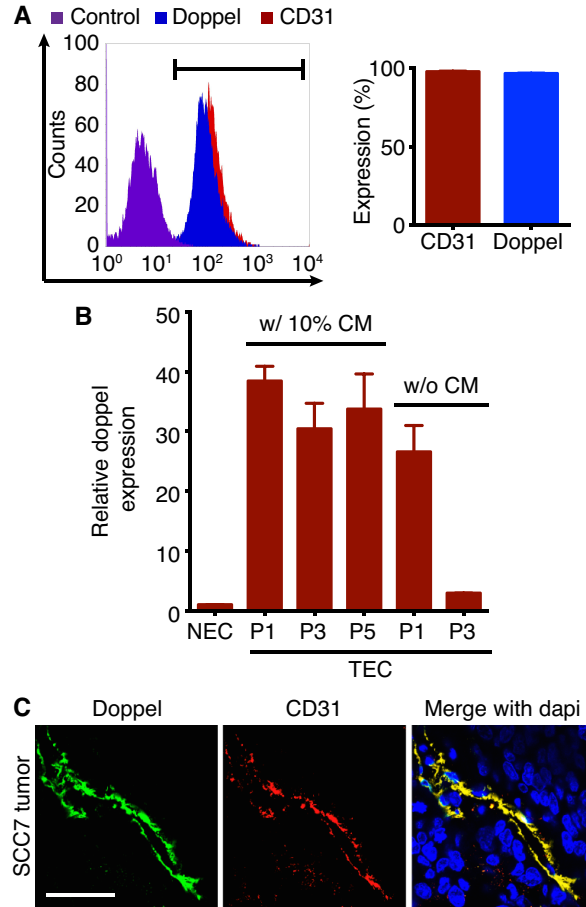 A
Control Doppel CD31
100
80
60
40
20
0
Counts
10⁰ 10¹ 10² 10³ 10⁴
100
50
0
Expression (%)
CD31 Doppel
B
50
40
30
20
10
0
Relative doppel
expression
w/ 10% CM
w/o CM
NEC P1 P3 P5 P1 P3
TEC
C
Doppel CD31 Merge with dapi
SCC7 tumor